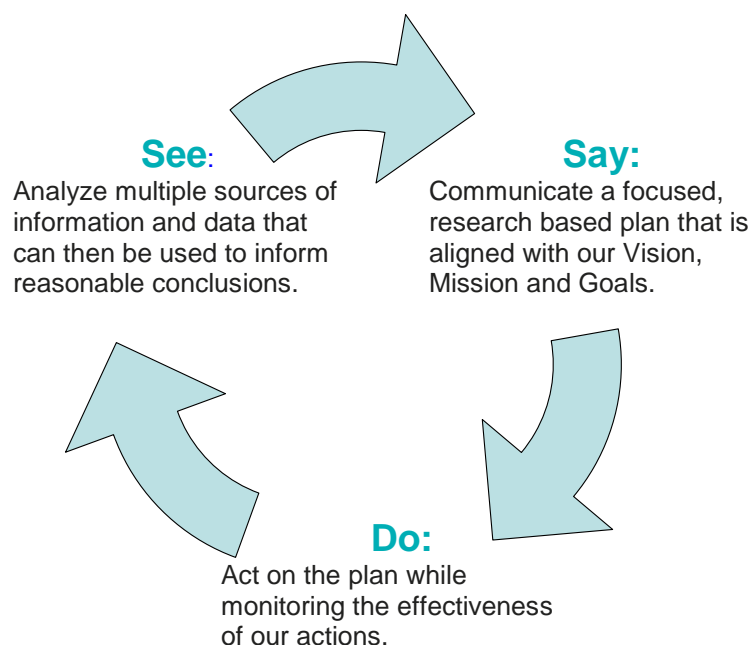 See:
Analyze multiple sources of
information and data that
can then be used to inform
reasonable conclusions.
Say:
Communicate a focused,
research based plan that is
aligned with our Vision,
Mission and Goals.
Do:
Act on the plan while
monitoring the effectiveness
of our actions.